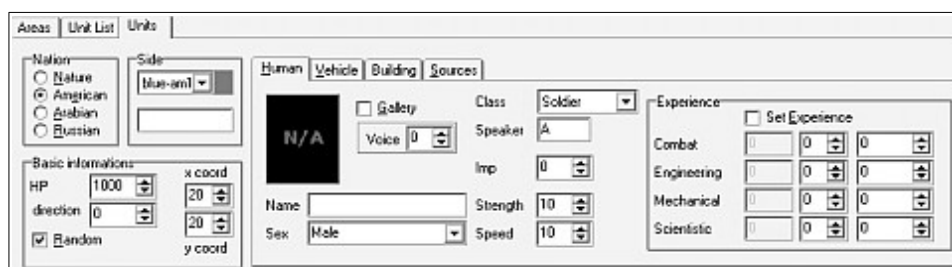 Areas Unit List Units
Nation
Nature
American
Arabian
Russian
Side
blue-am1
Basic informations
HP 1000
direction 0
Random
x coord
20
20
y coord
Human Vehicle Building Sources
N/A
Gallery
Voice 0
Name
Sex Male
Class Soldier
Speaker A
Imp 0
Strength 10
Speed 10
Experience
Set Experience
Combat 0 0 0
Engineering 0 0 0
Mechanical 0 0 0
Scientistic 0 0 0